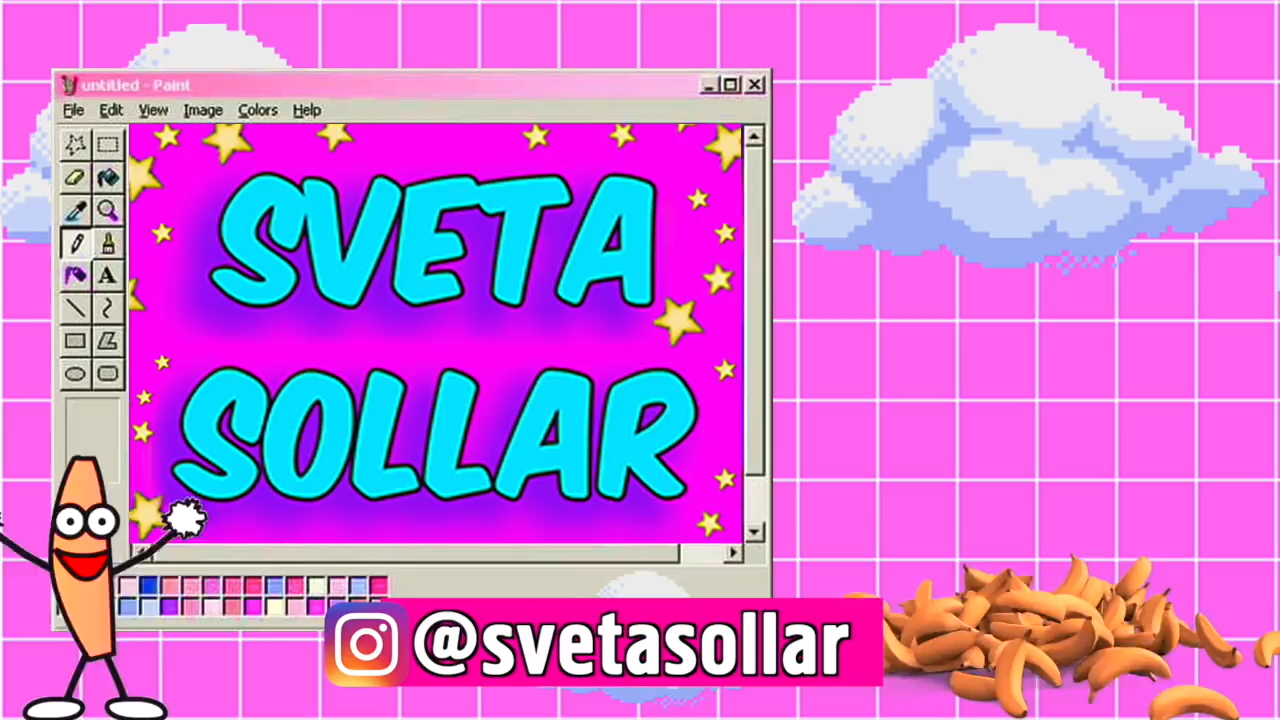 untitled - Paint
File Edit View Image Colors Help
A
SVETA
SOLLAR
@svetasollar